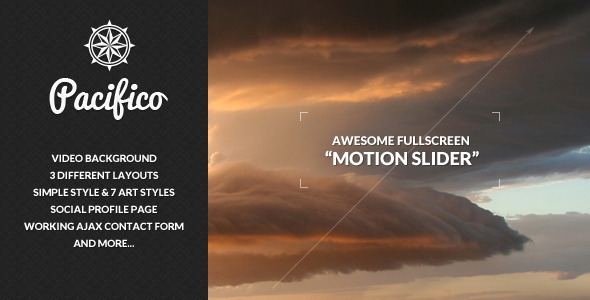 Pacifico
VIDEO BACKGROUND
3 DIFFERENT LAYOUTS
SIMPLE STYLE & 7 ART STYLES
SOCIAL PROFILE PAGE
WORKING AJAX CONTACT FORM
AND MORE...
AWESOME FULLSCREEN
“MOTION SLIDER”